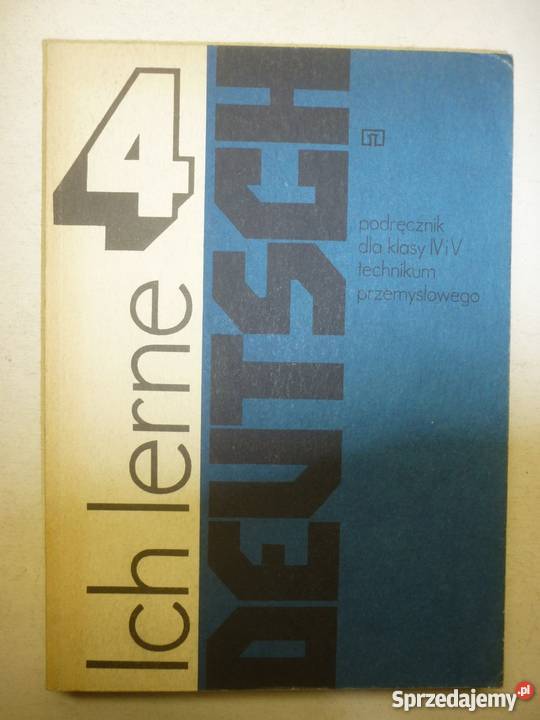 Ich lerne
4
DEUTSCH
podręcznik
dla klasy IV i V
technikum
przemysłowego
Sprzedajemy.pl